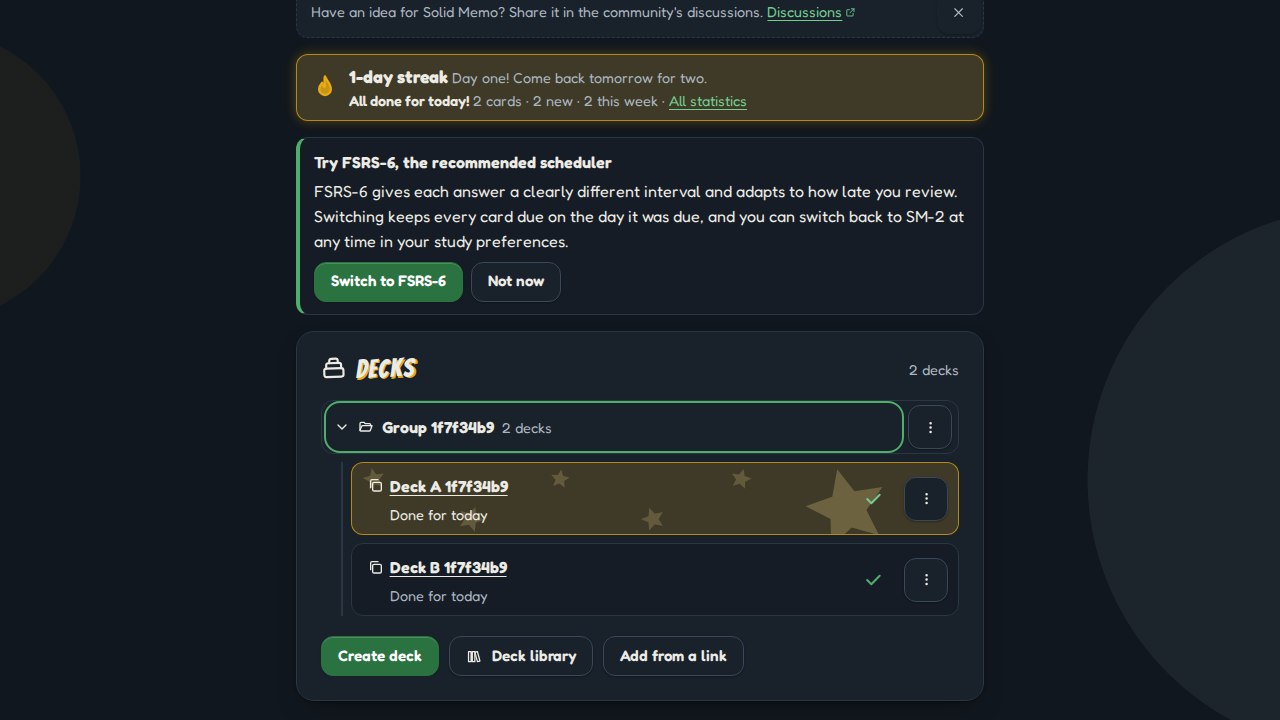 Have an idea for Solid Memo? Share it in the community's discussions. Discussions
1-day streak Day one! Come back tomorrow for two.
All done for today! 2 cards · 2 new · 2 this week · All statistics
Try FSRS-6, the recommended scheduler
FSRS-6 gives each answer a clearly different interval and adapts to how late you review.
Switching keeps every card due on the day it was due, and you can switch back to SM-2 at
any time in your study preferences.
Switch to FSRS-6 Not now
DECKS 2 decks
Group 1f7f34b9 2 decks
Deck A 1f7f34b9
Done for today
Deck B 1f7f34b9
Done for today
Create deck Deck library Add from a link